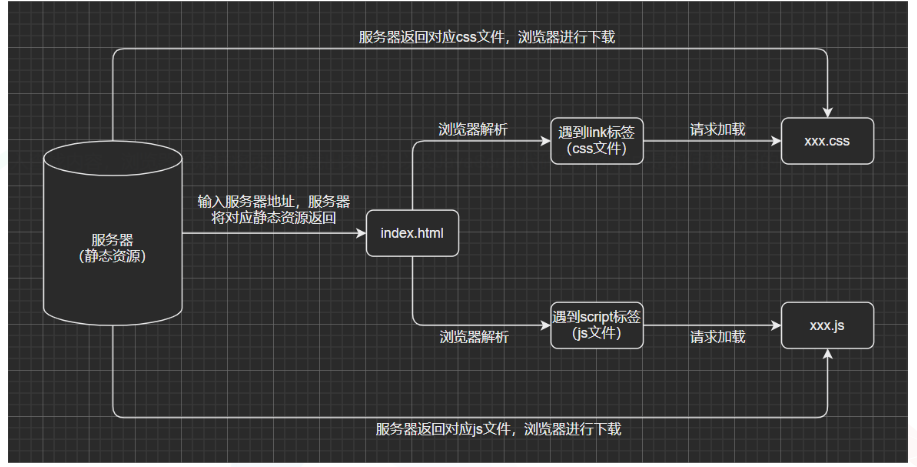 服务器返回对应css文件，浏览器进行下载
浏览器解析
遇到link标签
（css文件）
请求加载
xxx.css
输入服务器地址，服务器
将对应静态资源返回
index.html
服务器
（静态资源）
遇到script标签
（js文件）
xxx.js
浏览器解析
请求加载
服务器返回对应js文件，浏览器进行下载